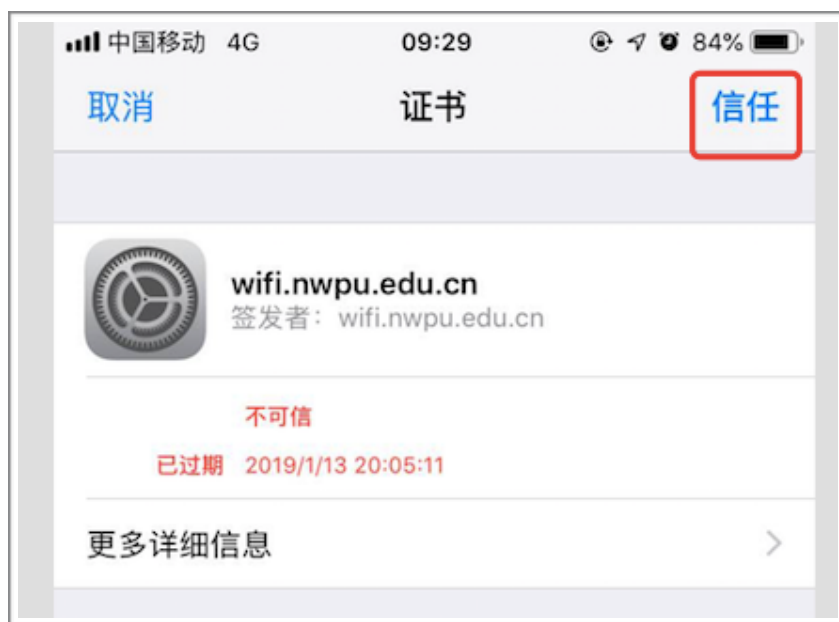 中国移动 4G 09:29 84%
取消 证书 信任
wifi.nwpu.edu.cn
签发者：wifi.nwpu.edu.cn
不可信
已过期 2019/1/13 20:05:11
更多详细信息